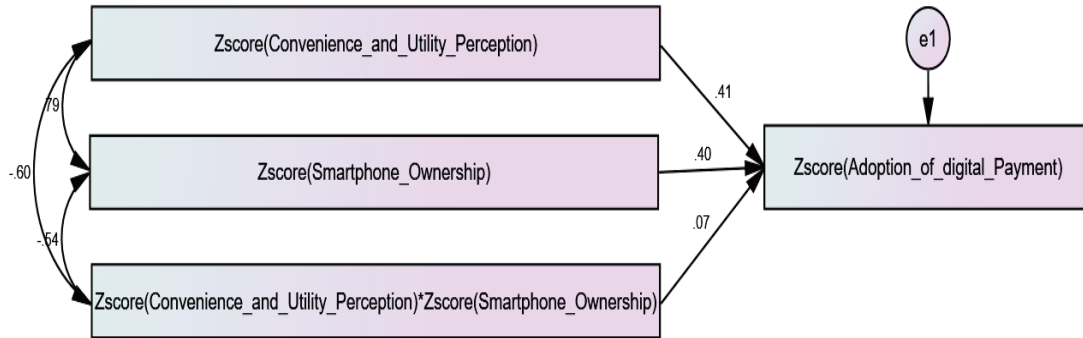 Zscore(Convenience_and_Utility_Perception)
e1
.79
.41
-.60
Zscore(Smartphone_Ownership)
.40
Zscore(Adoption_of_digital_Payment)
-.54
.07
Zscore(Convenience_and_Utility_Perception)*Zscore(Smartphone_Ownership)